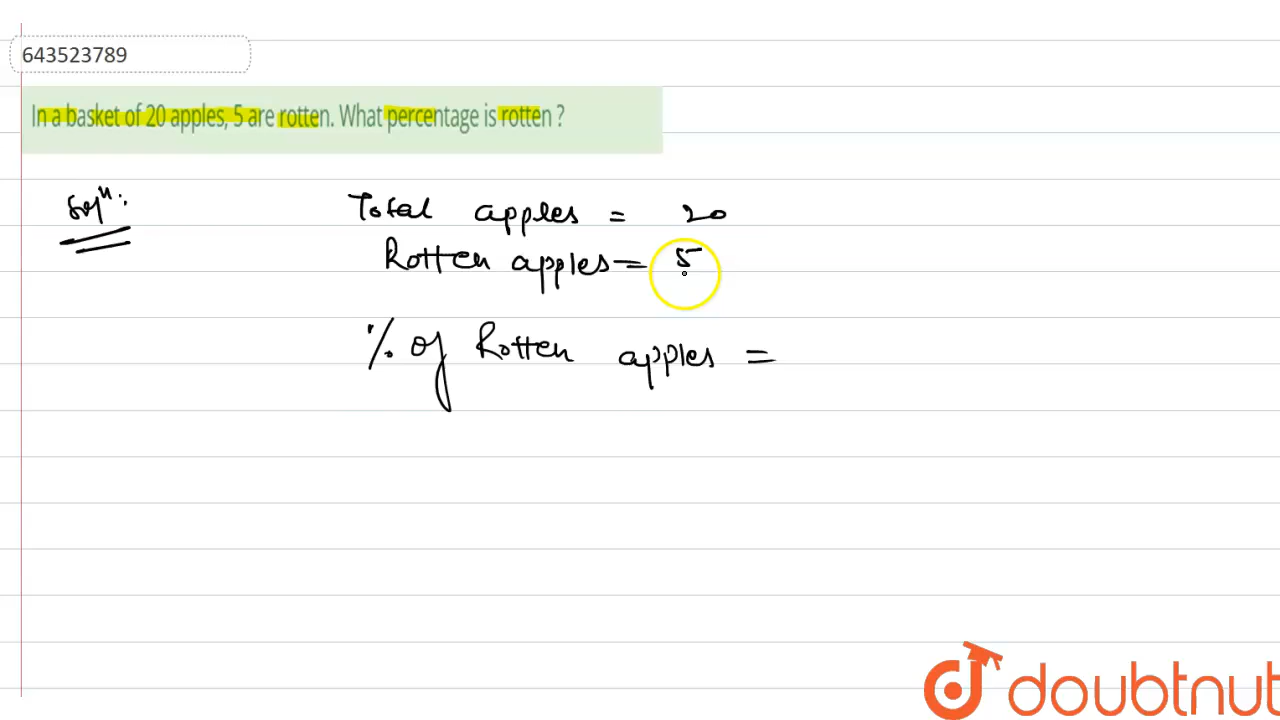 643523789
In a basket of 20 apples, 5 are rotten. What percentage is rotten ?
Solⁿ:
Total apples = 20
Rotten apples = 5
% of Rotten apples =
doubtnut